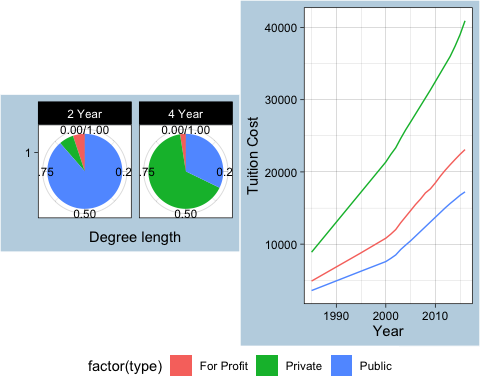 2 Year
4 Year
0.00/1.00
0.00/1.00
1
.75
0.2
.75
0.2
0.50
0.50
Degree length
40000
30000
20000
10000
Tuition Cost
1990
2000
2010
Year
factor(type)
For Profit
Private
Public